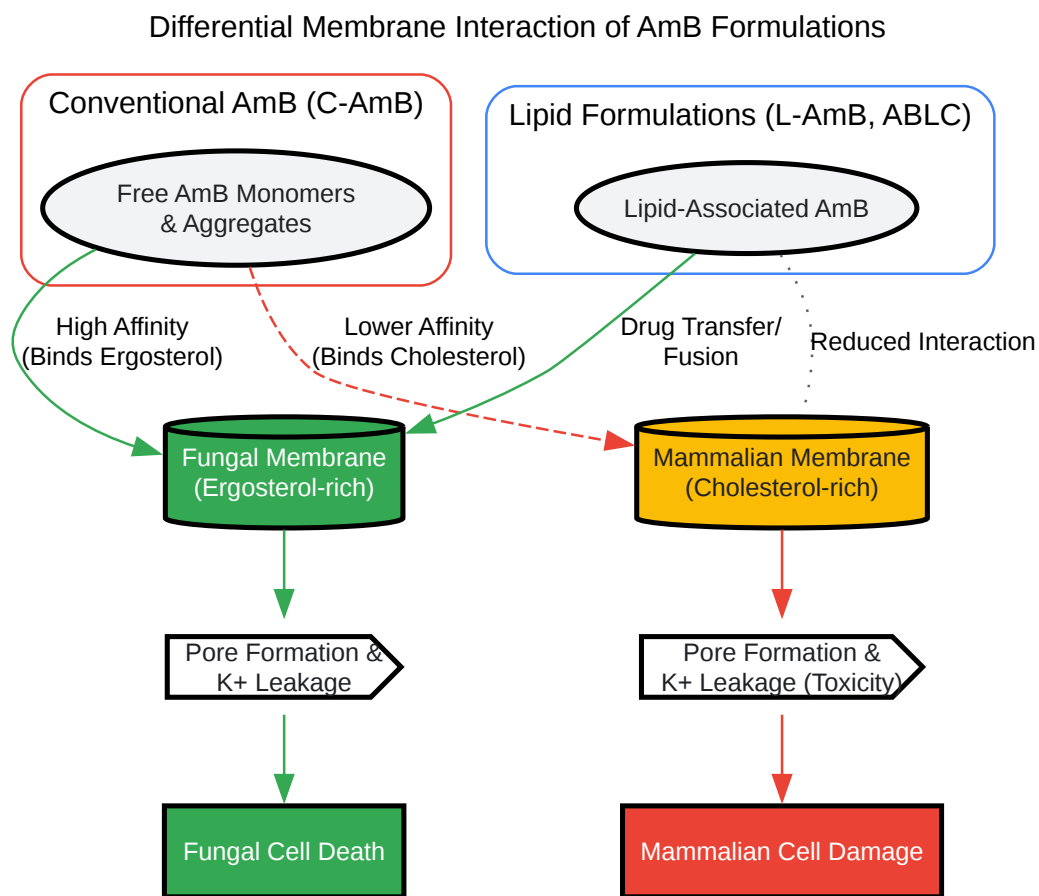 Differential Membrane Interaction of AmB Formulations
Conventional AmB (C-AmB)
Lipid Formulations (L-AmB, ABLC)
Free AmB Monomers
& Aggregates
Lipid-Associated AmB
High Affinity
(Binds Ergosterol)
Lower Affinity
(Binds Cholesterol)
Drug Transfer/
Fusion
Reduced Interaction
Fungal Membrane
(Ergosterol-rich)
Mammalian Membrane
(Cholesterol-rich)
Pore Formation &
K+ Leakage
Pore Formation &
K+ Leakage (Toxicity)
Fungal Cell Death
Mammalian Cell Damage